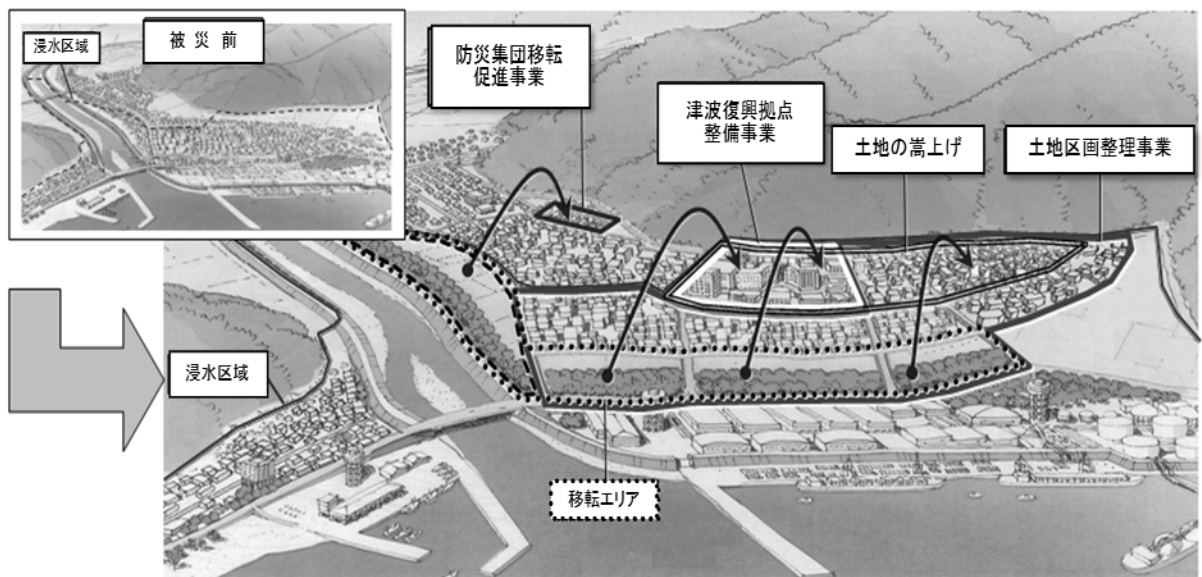 浸水区域
被災前
防災集団移転
促進事業
津波復興拠点
整備事業
土地の嵩上げ
土地区画整理事業
浸水区域
移転エリア